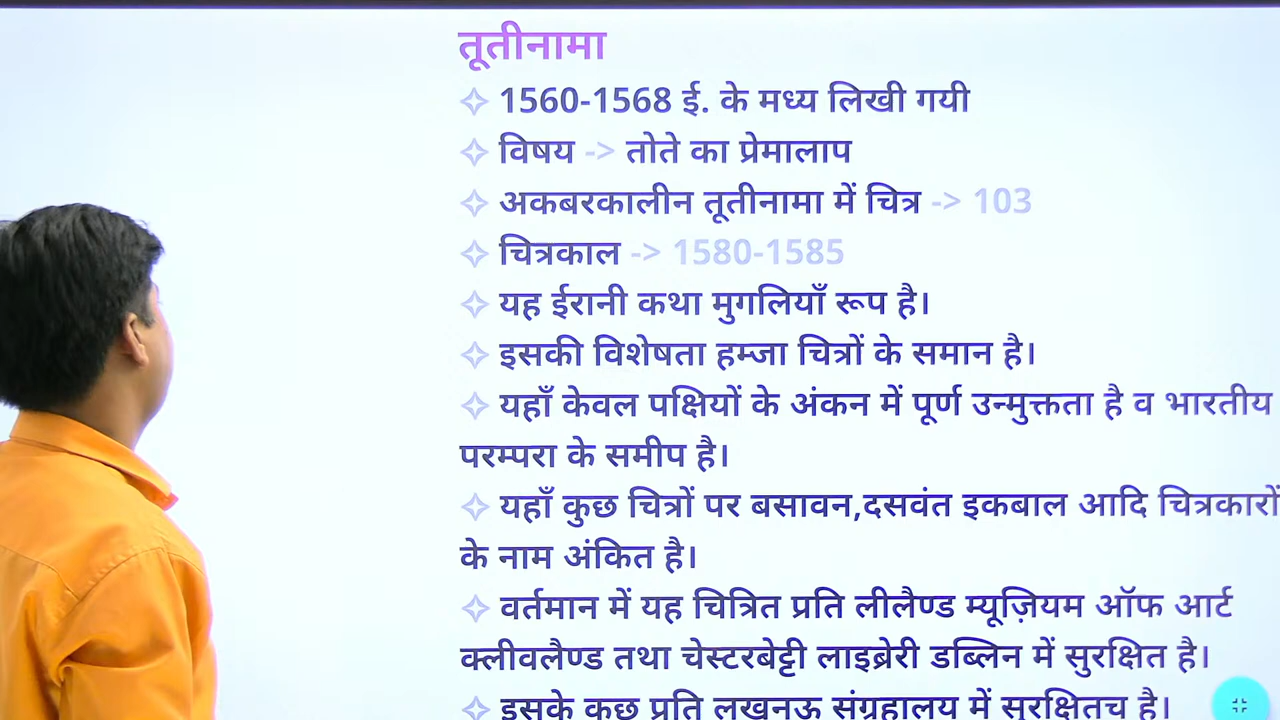 तूतीनामा
✧ 1560-1568 ई. के मध्य लिखी गयी
✧ विषय -> तोते का प्रेमालाप
✧ अकबरकालीन तूतीनामा में चित्र -> 103
✧ चित्रकाल -> 1580-1585
✧ यह ईरानी कथा मुगलियाँ रूप है।
✧ इसकी विशेषता हम्जा चित्रों के समान है।
✧ यहाँ केवल पक्षियों के अंकन में पूर्ण उन्मुक्तता है व भारतीय
परम्परा के समीप है।
✧ यहाँ कुछ चित्रों पर बसावन,दसवंत इकबाल आदि चित्रकारों
के नाम अंकित है।
✧ वर्तमान में यह चित्रित प्रति लीलैण्ड म्यूज़ियम ऑफ आर्ट
क्लीवलैण्ड तथा चेस्टरबेट्टी लाइब्रेरी डब्लिन में सुरक्षित है।
✧ इसके कुछ प्रति लखनऊ संग्रहालय में सुरक्षितच है।